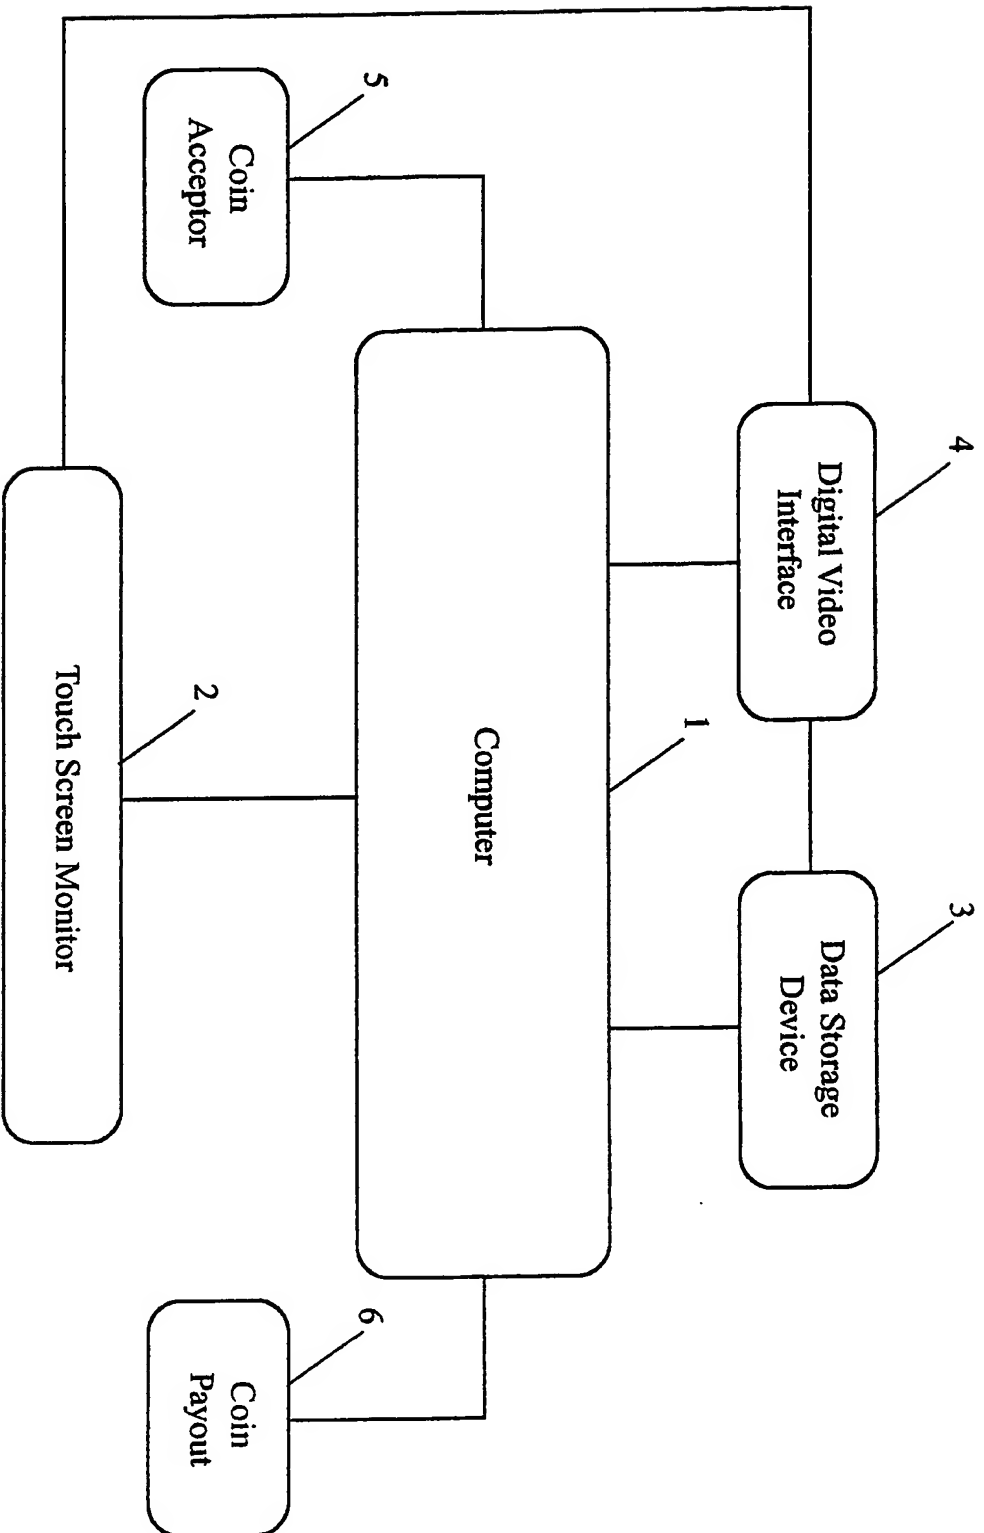 4
Digital Video
Interface
3
Data Storage
Device
1
Computer
5
Coin
Acceptor
6
Coin
Payout
2
Touch Screen Monitor